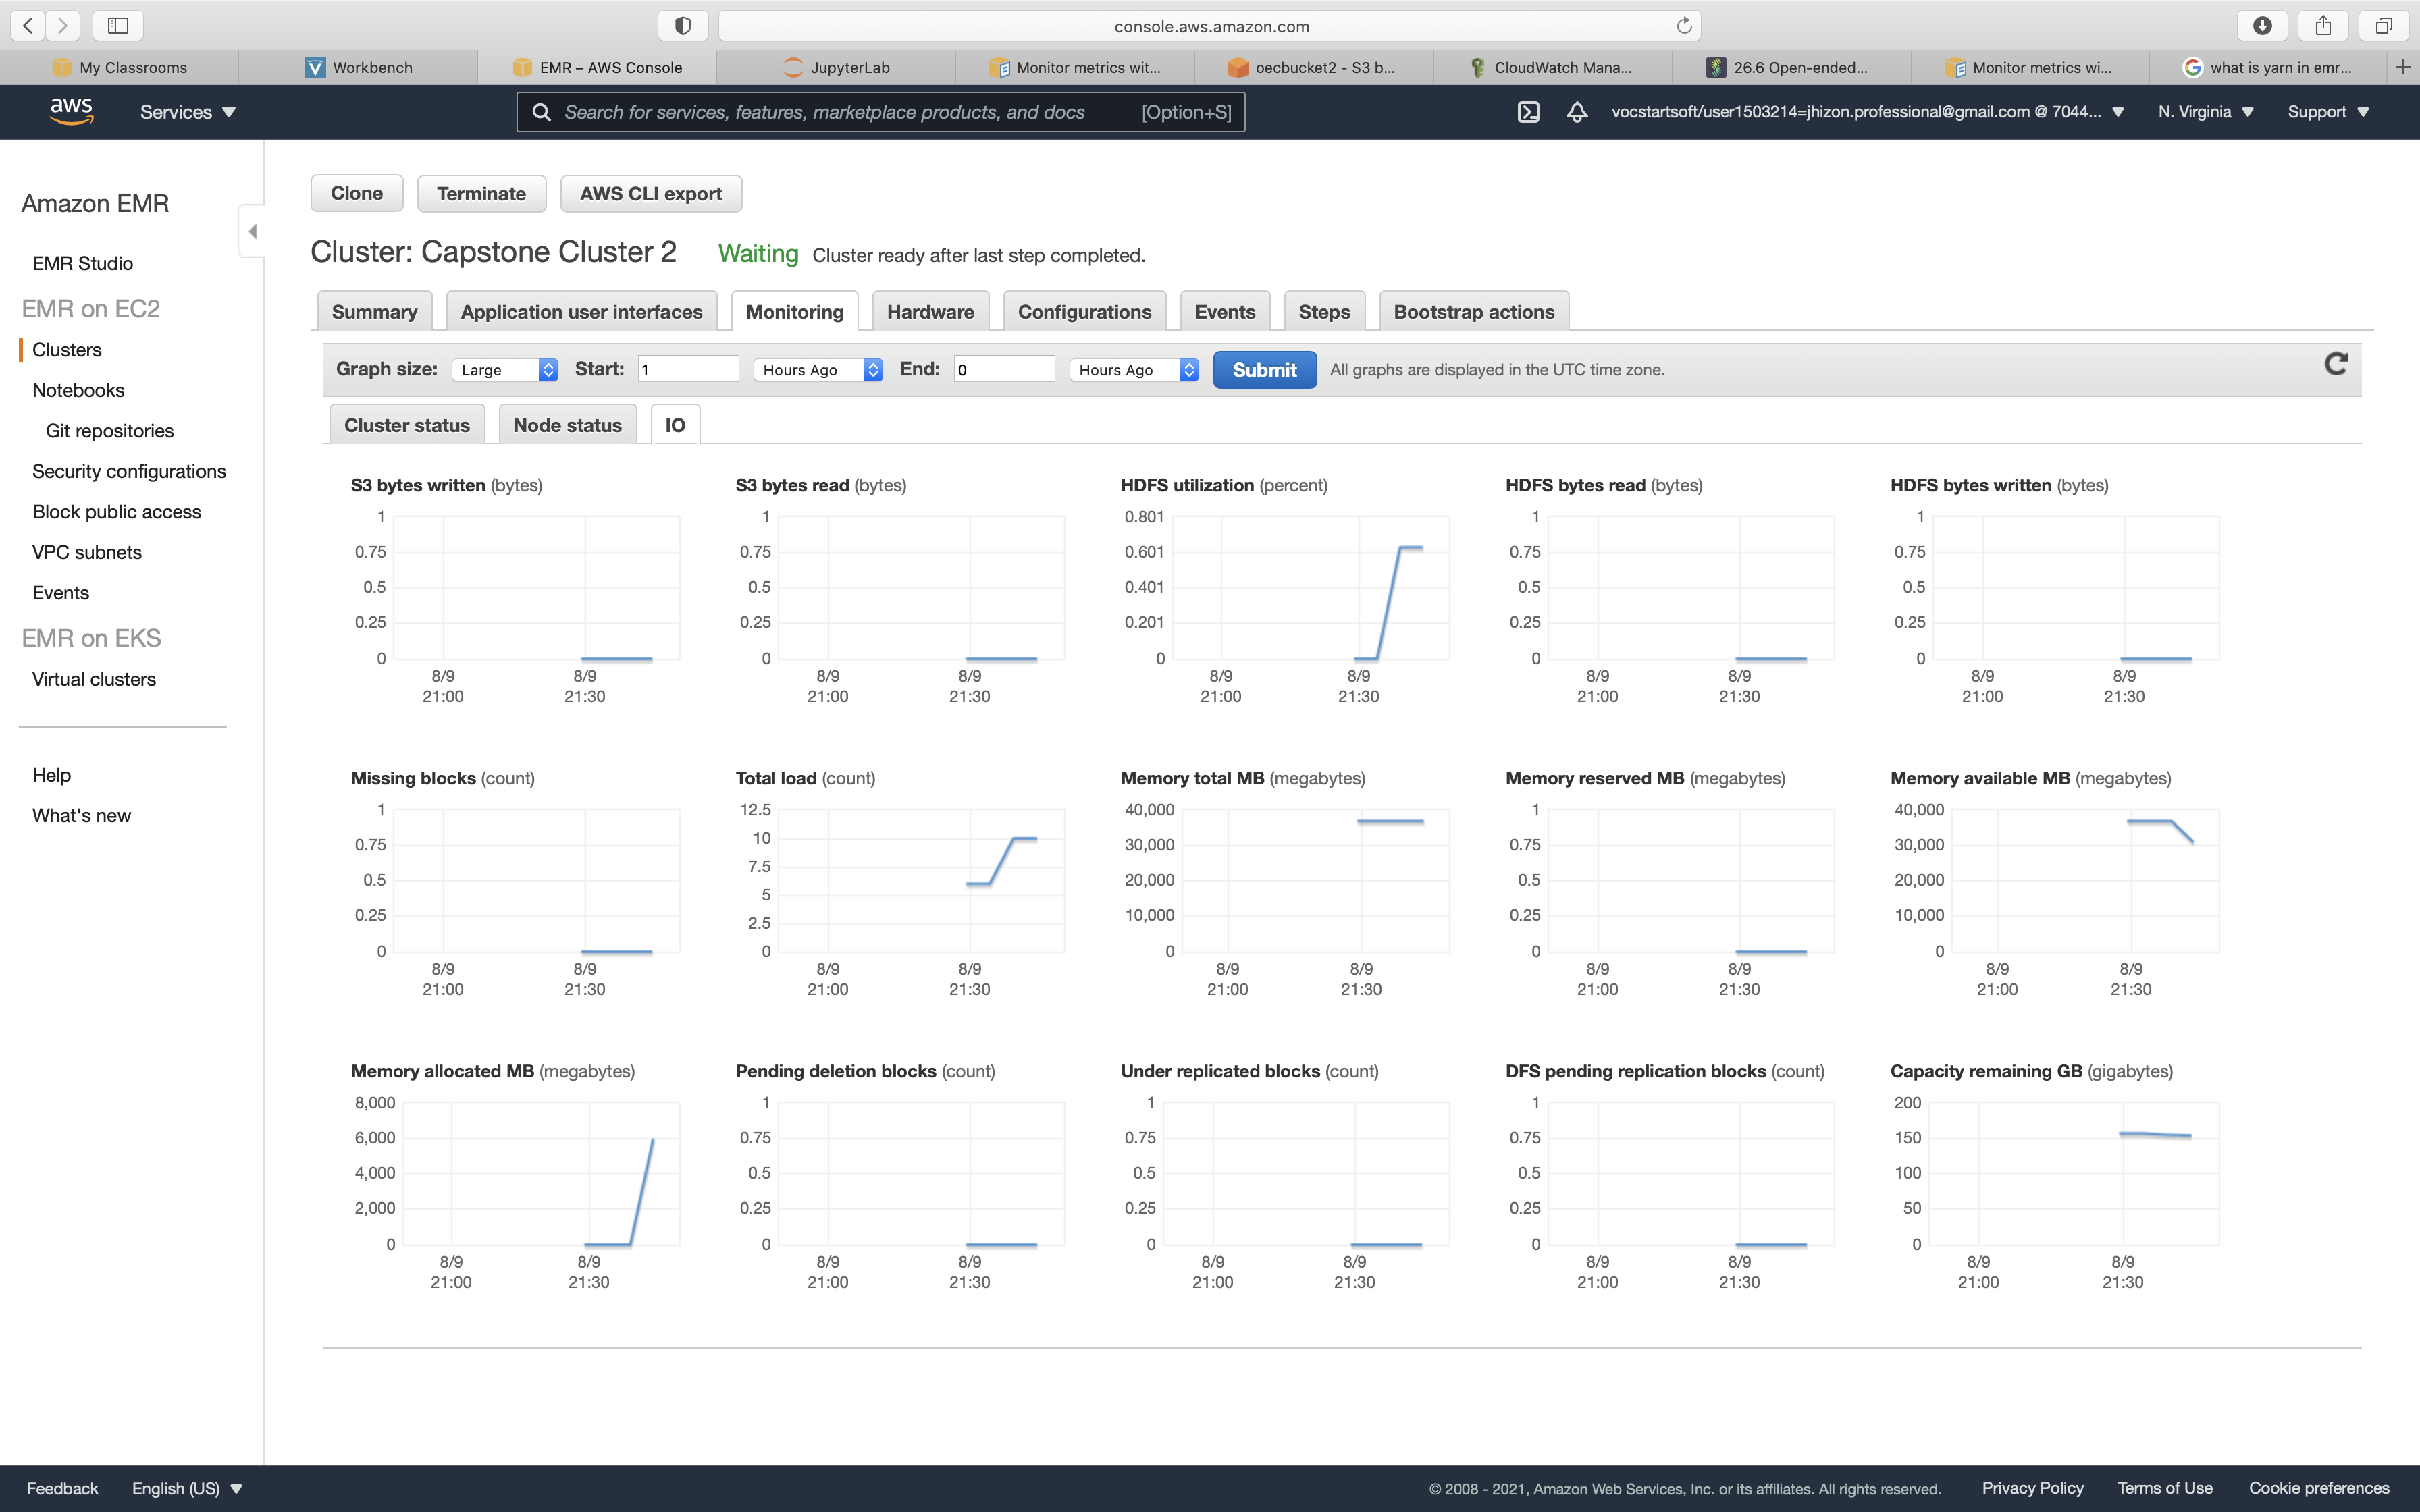 console.aws.amazon.com
My Classrooms
Workbench
EMR – AWS Console
JupyterLab
Monitor metrics wit...
oecbucket2 - S3 b...
CloudWatch Mana...
26.6 Open-ended...
Monitor metrics wi...
what is yarn in emr...
aws Services Search for services, features, marketplace products, and docs [Option+S] vocstartsoft/user1503214=jhizon.professional@gmail.com @ 7044... N. Virginia Support
Amazon EMR
EMR Studio
EMR on EC2
Clusters
Notebooks
Git repositories
Security configurations
Block public access
VPC subnets
Events
EMR on EKS
Virtual clusters
Help
What's new
Clone Terminate AWS CLI export
Cluster: Capstone Cluster 2 Waiting Cluster ready after last step completed.
Summary Application user interfaces Monitoring Hardware Configurations Events Steps Bootstrap actions
Graph size: Large Start: 1 Hours Ago End: 0 Hours Ago Submit All graphs are displayed in the UTC time zone.
Cluster status Node status IO
S3 bytes written (bytes)
1
0.75
0.5
0.25
0
8/9 8/9
21:00 21:30
S3 bytes read (bytes)
1
0.75
0.5
0.25
0
8/9 8/9
21:00 21:30
HDFS utilization (percent)
0.801
0.601
0.401
0.201
0
8/9 8/9
21:00 21:30
HDFS bytes read (bytes)
1
0.75
0.5
0.25
0
8/9 8/9
21:00 21:30
HDFS bytes written (bytes)
1
0.75
0.5
0.25
0
8/9 8/9
21:00 21:30
Missing blocks (count)
1
0.75
0.5
0.25
0
8/9 8/9
21:00 21:30
Total load (count)
12.5
10
7.5
5
2.5
0
8/9 8/9
21:00 21:30
Memory total MB (megabytes)
40,000
30,000
20,000
10,000
0
8/9 8/9
21:00 21:30
Memory reserved MB (megabytes)
1
0.75
0.5
0.25
0
8/9 8/9
21:00 21:30
Memory available MB (megabytes)
40,000
30,000
20,000
10,000
0
8/9 8/9
21:00 21:30
Memory allocated MB (megabytes)
8,000
6,000
4,000
2,000
0
8/9 8/9
21:00 21:30
Pending deletion blocks (count)
1
0.75
0.5
0.25
0
8/9 8/9
21:00 21:30
Under replicated blocks (count)
1
0.75
0.5
0.25
0
8/9 8/9
21:00 21:30
DFS pending replication blocks (count)
1
0.75
0.5
0.25
0
8/9 8/9
21:00 21:30
Capacity remaining GB (gigabytes)
200
150
100
50
0
8/9 8/9
21:00 21:30
Feedback English (US) © 2008 - 2021, Amazon Web Services, Inc. or its affiliates. All rights reserved. Privacy Policy Terms of Use Cookie preferences